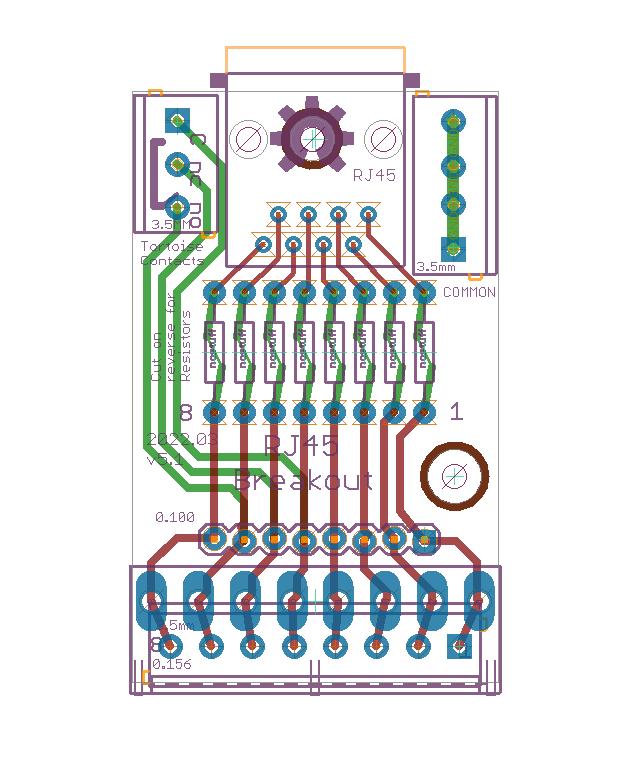 RJ45
3.5MM
Tortoise
Contacts
3.5mm
COMMON
Cut on
reverse for
Resistors
8
1
2022.03
v5.1
RJ45
Breakout
0.100
3.5mm
8
1
0.156